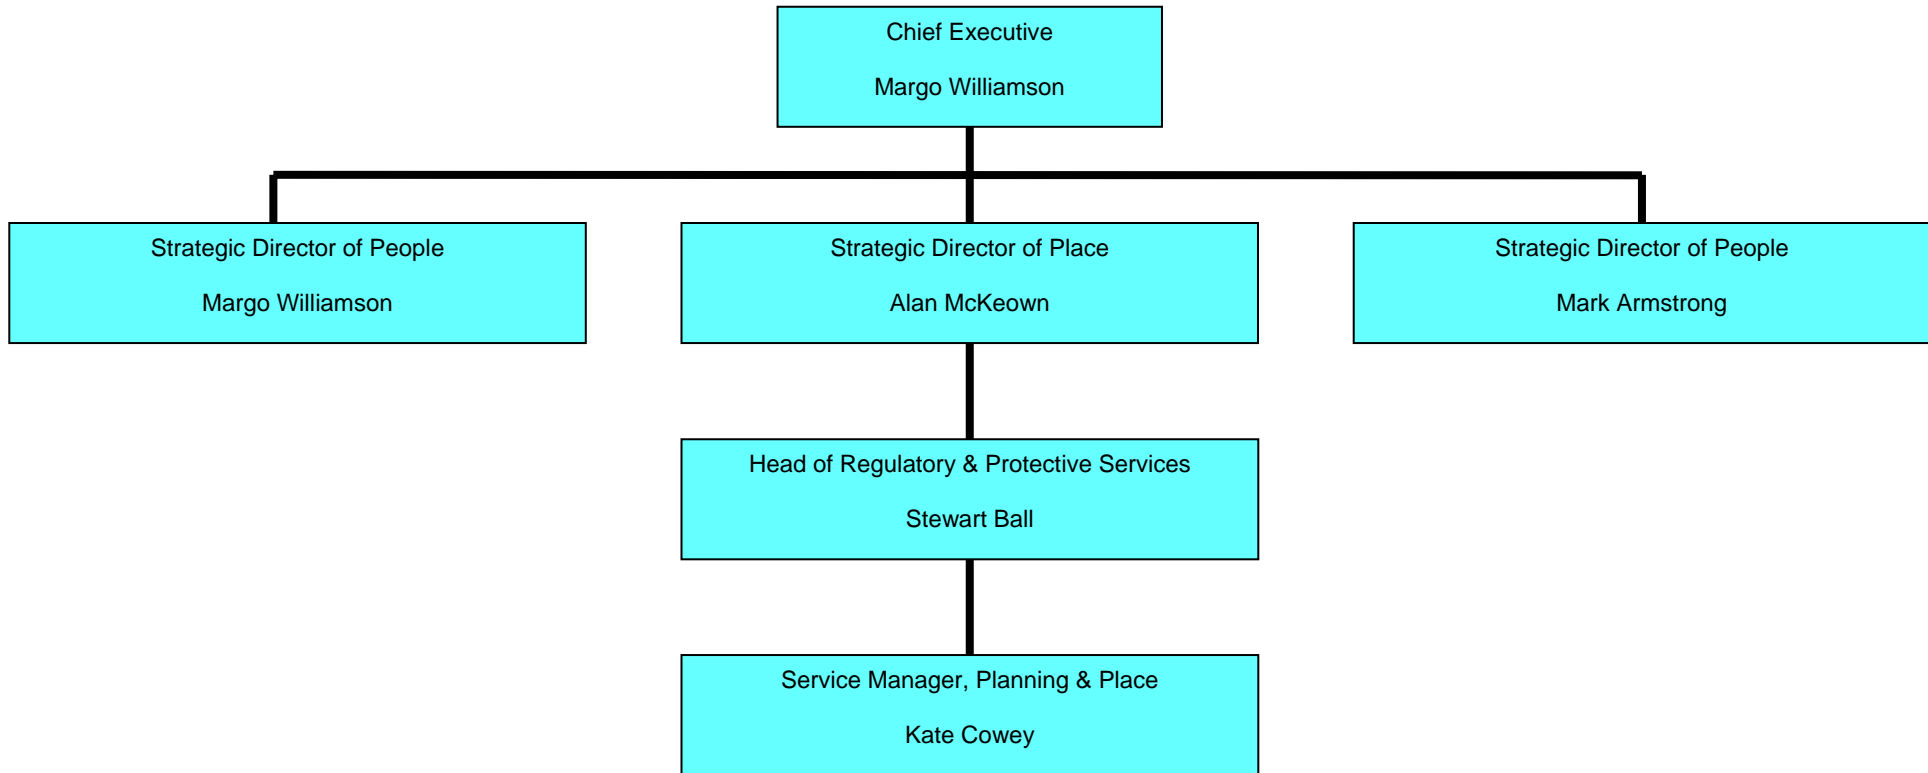 Chief Executive
Margo Williamson
Strategic Director of People
Margo Williamson
Strategic Director of Place
Alan McKeown
Strategic Director of People
Mark Armstrong
Head of Regulatory & Protective Services
Stewart Ball
Service Manager, Planning & Place
Kate Cowey